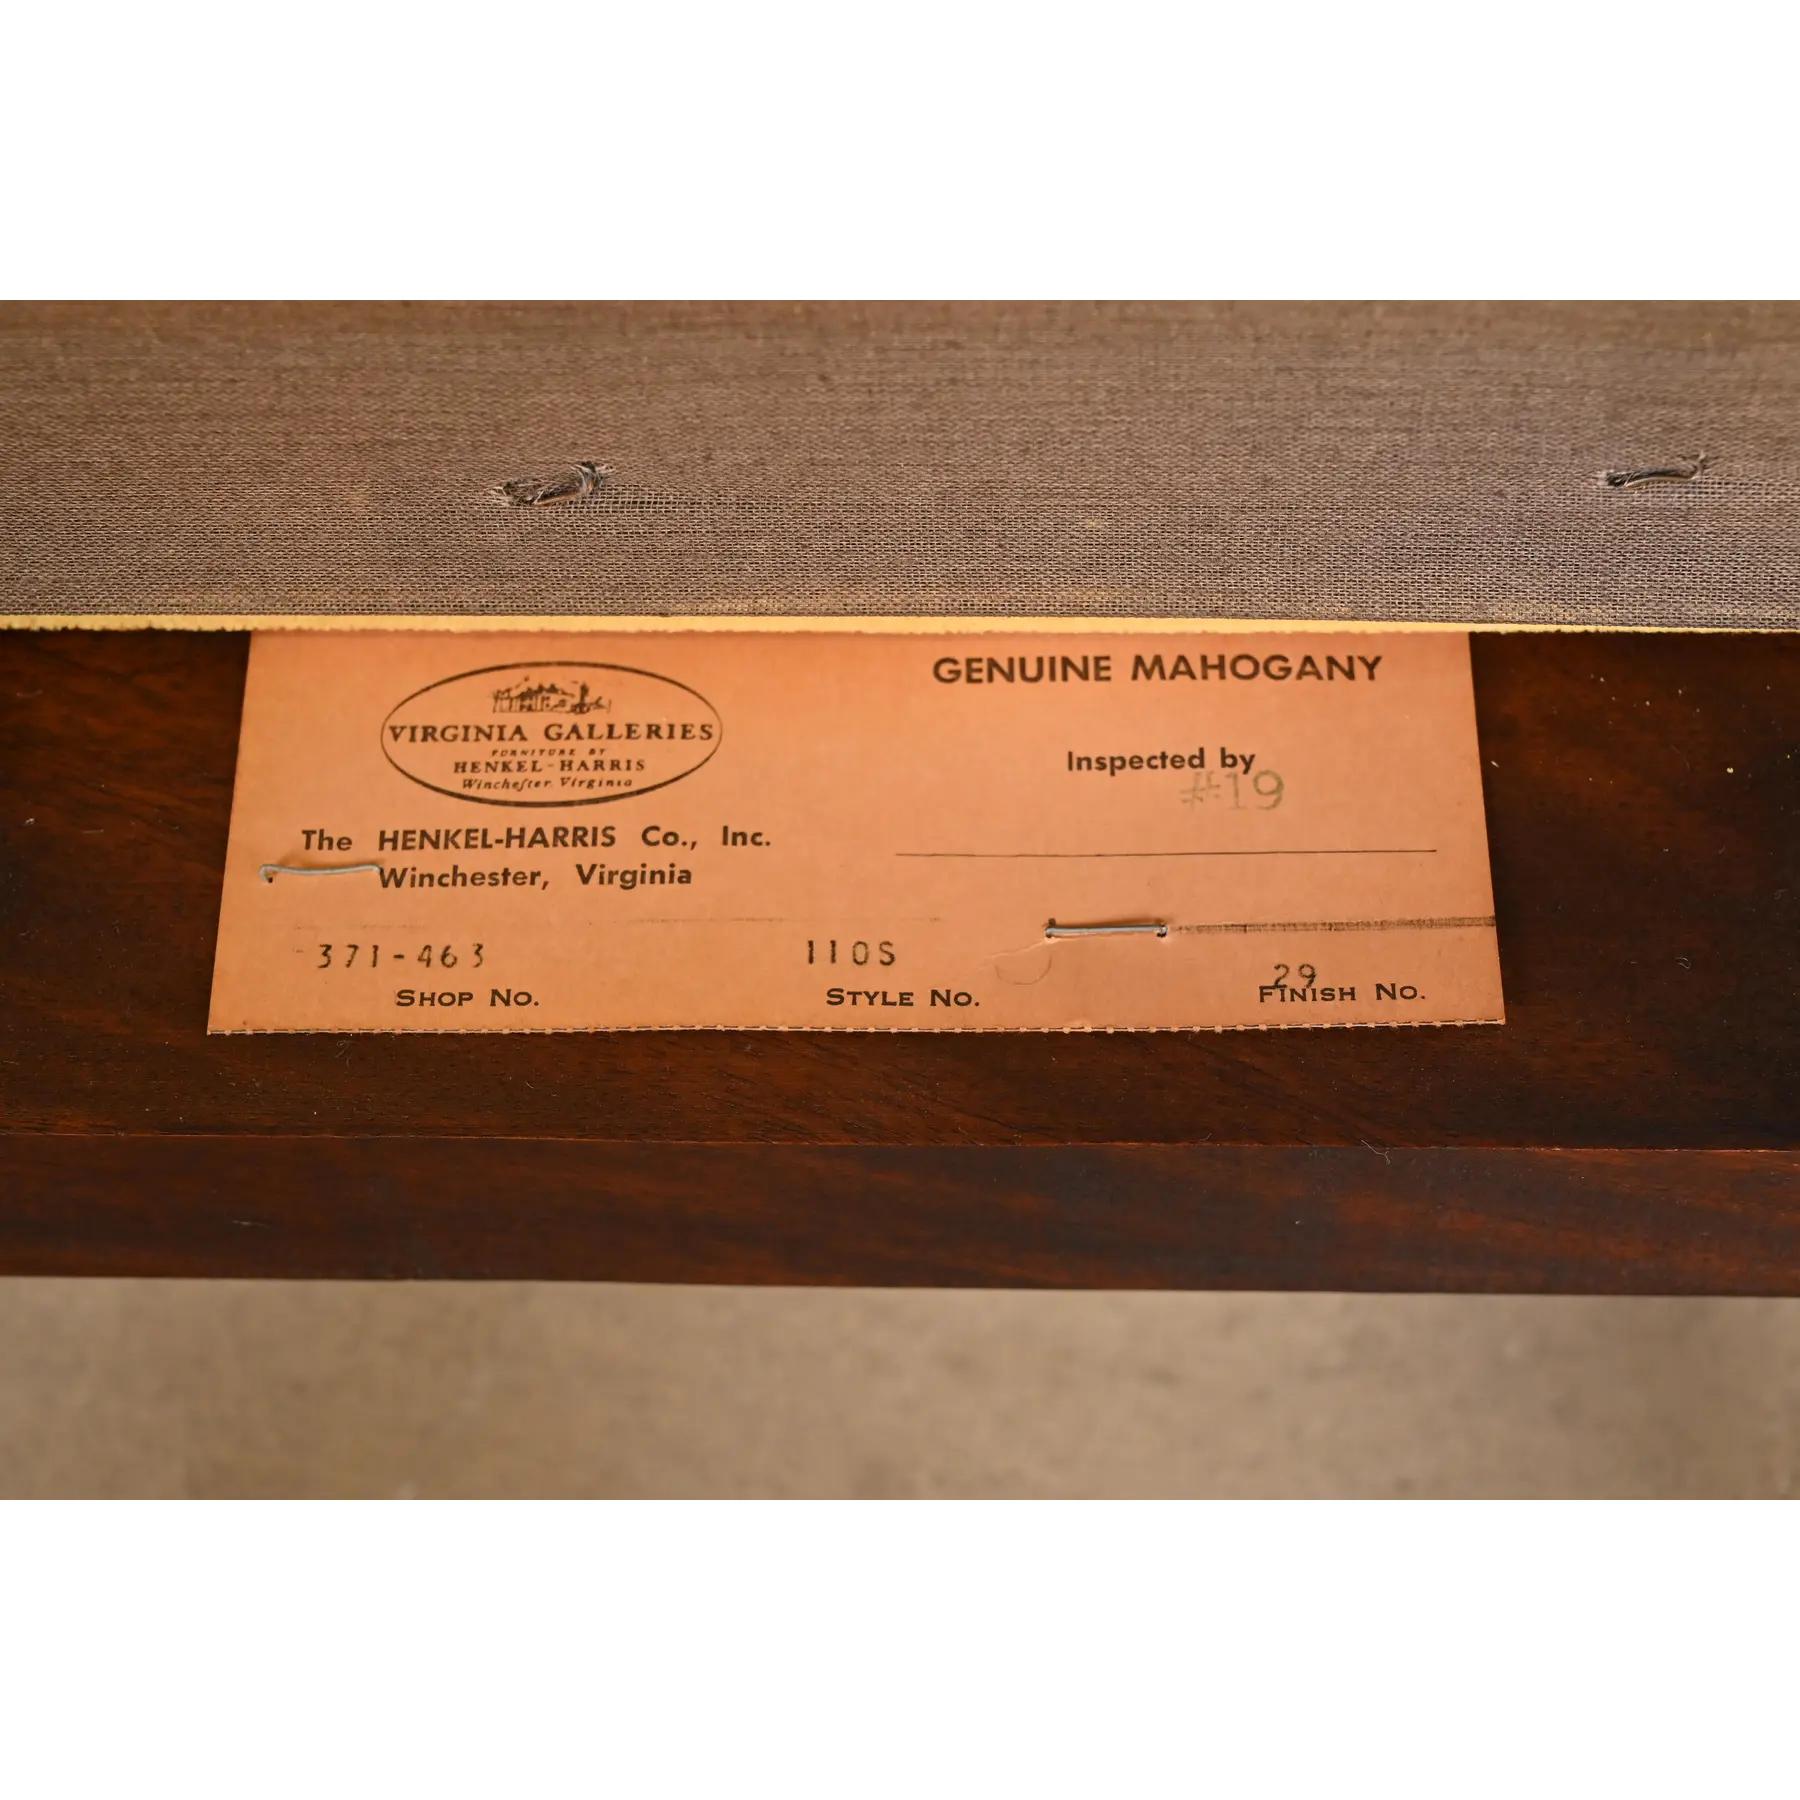 VIRGINIA GALLERIES
FURNITURE BY
HENKEL-HARRIS
Winchester, Virginia
The HENKEL-HARRIS Co., Inc.
Winchester, Virginia
GENUINE MAHOGANY
Inspected by
#19
371-463
SHOP NO.
110S
STYLE NO.
29
FINISH NO.